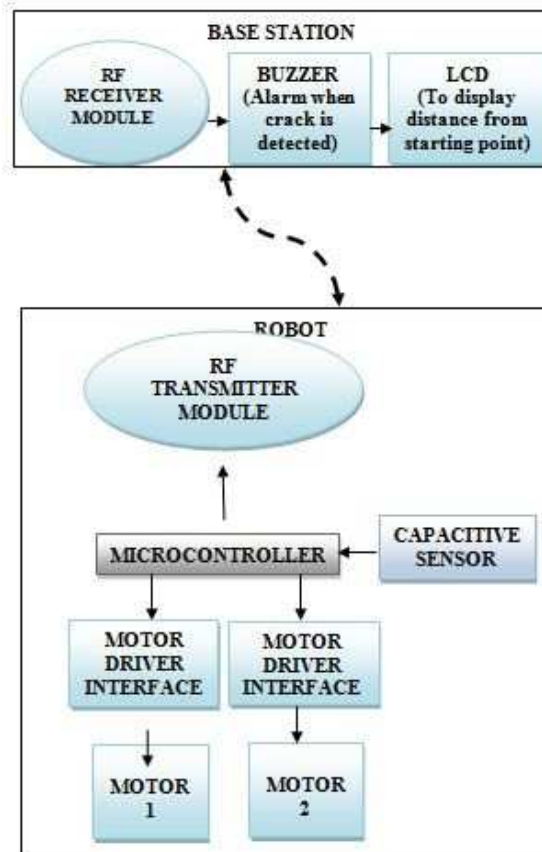 BASE STATION
RF
RECEIVER
MODULE
BUZZER
(Alarm when
crack is
detected)
LCD
(To display
distance from
starting point)
ROBOT
RF
TRANSMITTER
MODULE
MICROCONTROLLER
CAPACITIVE
SENSOR
MOTOR
DRIVER
INTERFACE
MOTOR
DRIVER
INTERFACE
MOTOR
1
MOTOR
2